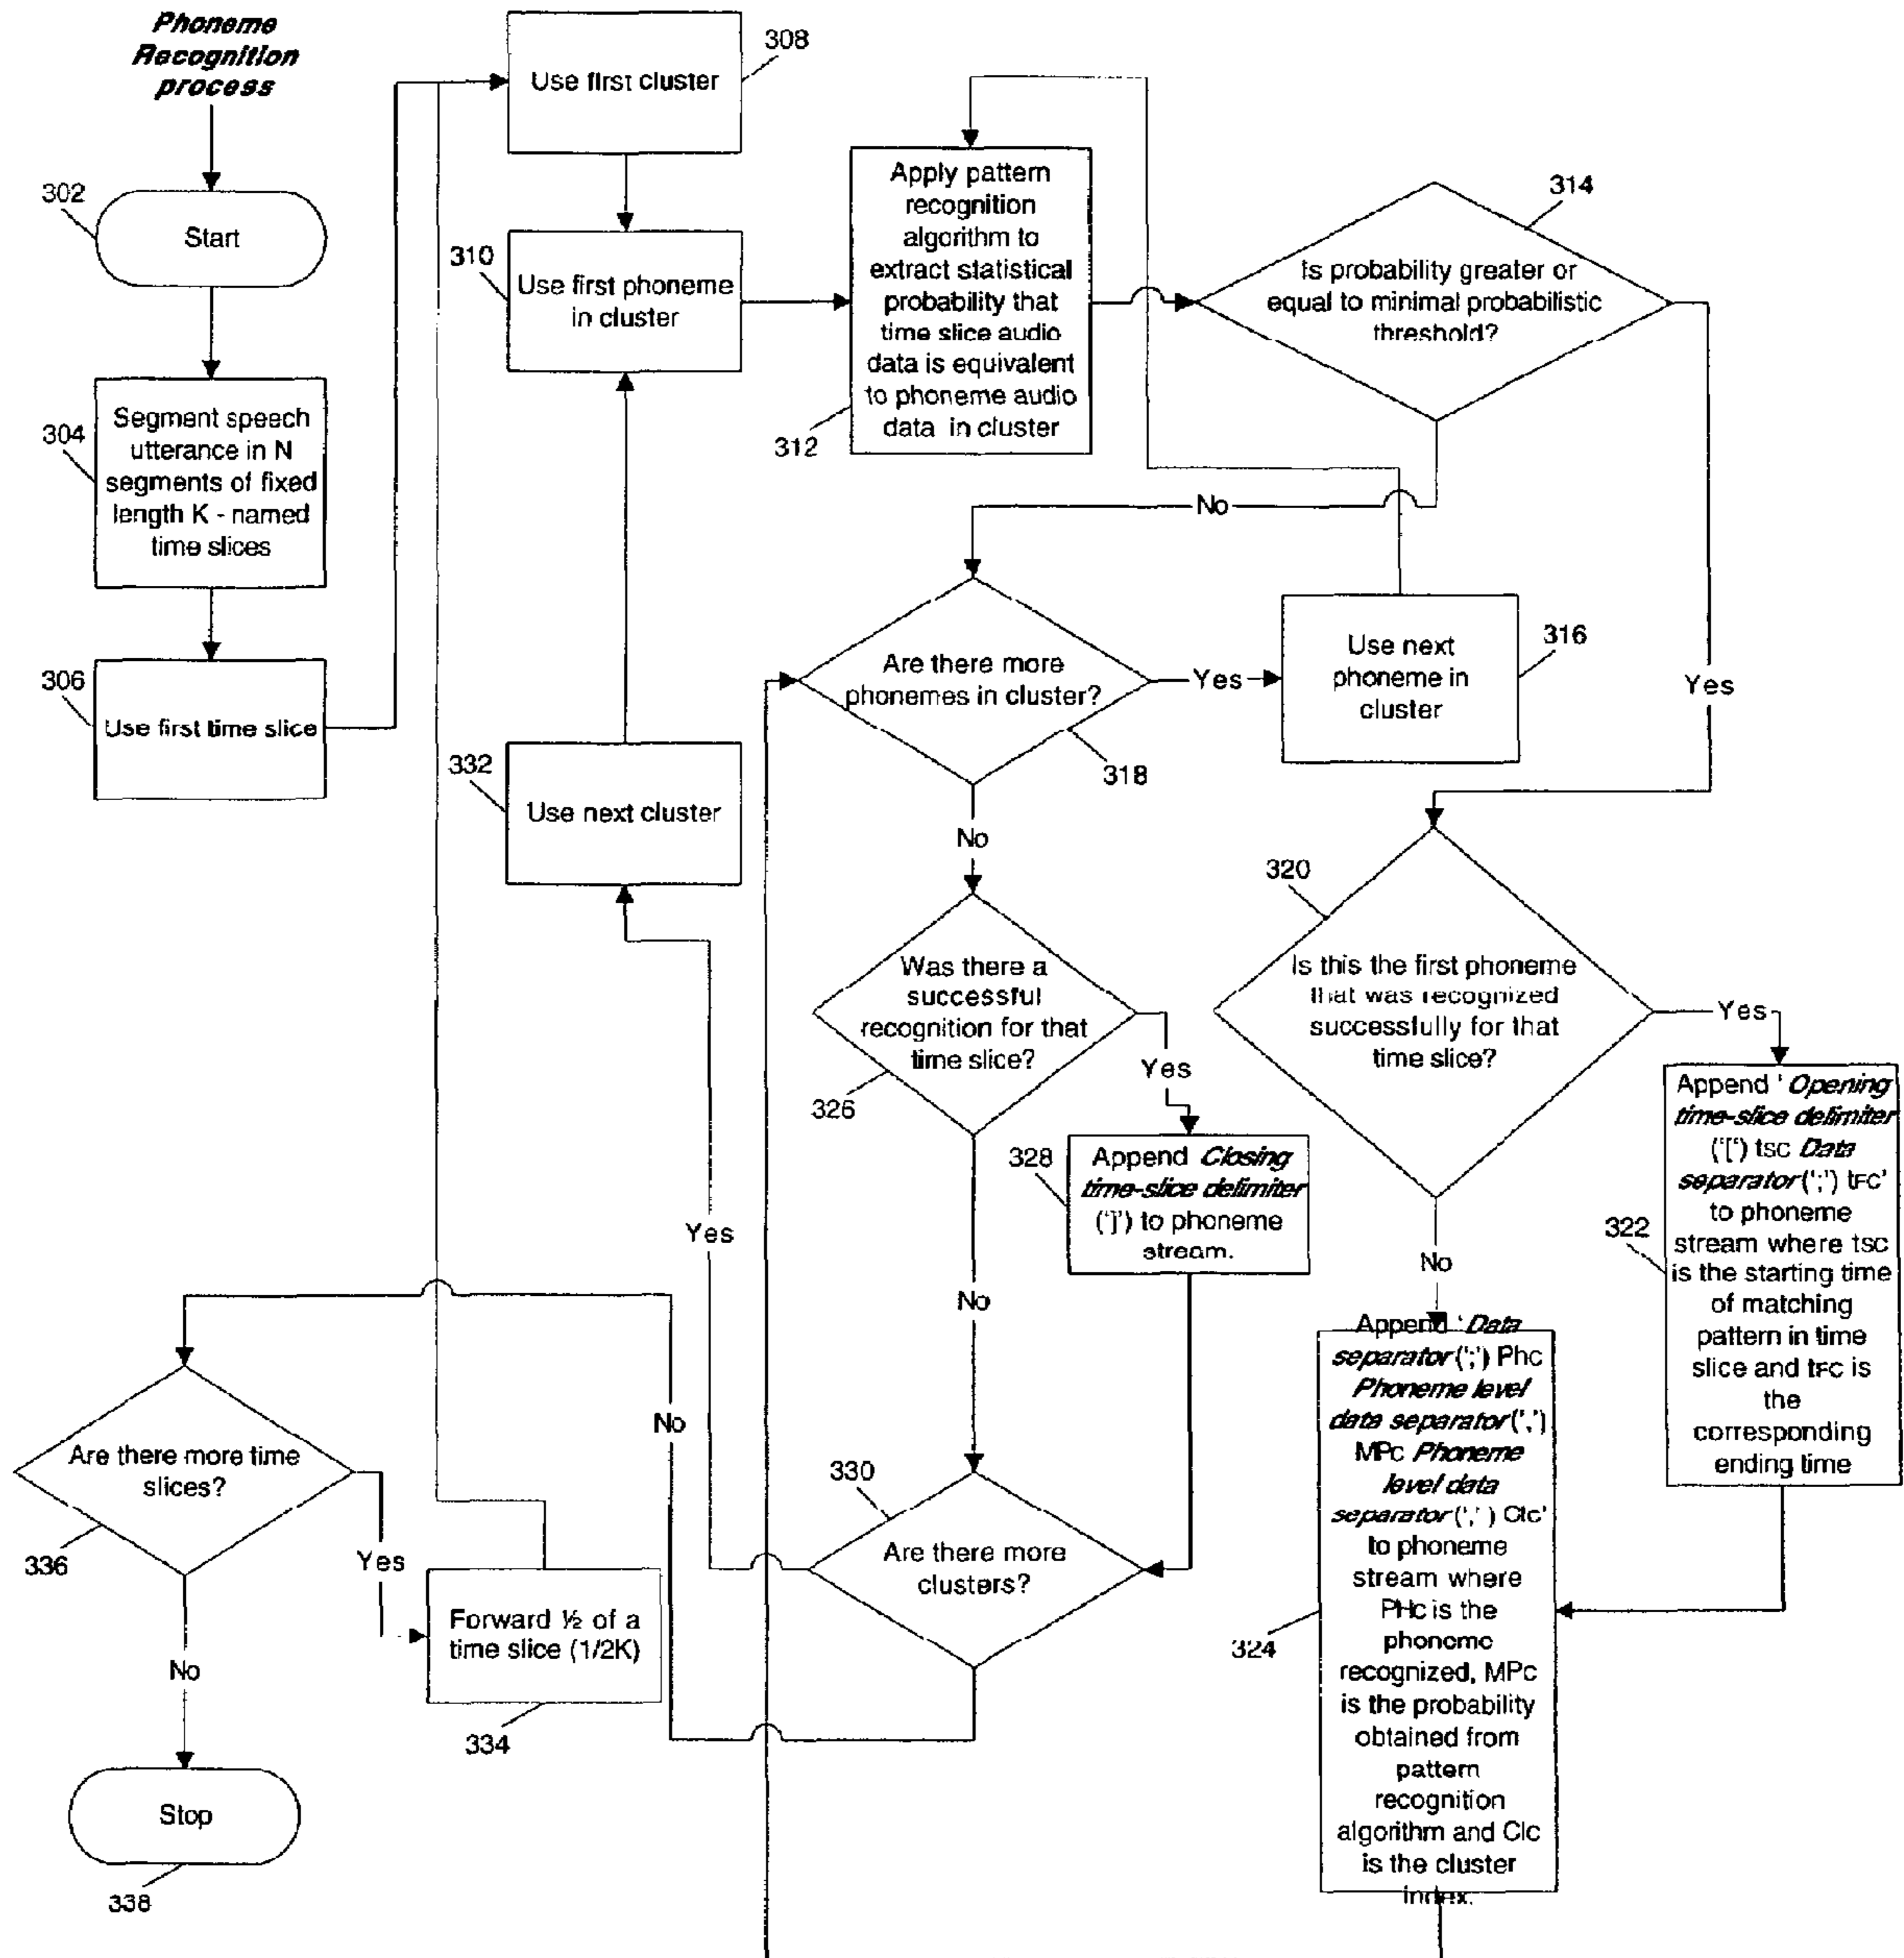 Phoneme
Recognition
process
302
Start
304
Segment speech
utterance in N
segments of fixed
length K - named
time slices
306
Use first time slice
308
Use first cluster
310
Use first phoneme
in cluster
332
Use next cluster
Apply pattern
recognition
algorithm to
extract statistical
probability that
time slice audio
data is equivalent
to phoneme audio
data in cluster
312
314
Is probability greater or
equal to minimal probabilistic
threshold?
No
Yes
Are there more
phonemes in cluster?
318
Yes
Use next
phoneme in
cluster
316
No
Was there a
successful
recognition for that
time slice?
326
Yes
No
328
Append Closing
time-slice delimiter
(']') to phoneme
stream.
320
Is this the first phoneme
that was recognized
successfully for that
time slice?
Yes
No
Append ' Opening
time-slice delimiter
('[') tsc Data
separator(';') tFC'
to phoneme
stream where tsc
is the starting time
of matching
pattern in time
slice and tFC is
the
corresponding
ending time
322
Append 'Data
separator(';') Phc
Phoneme level
data separator(',')
MPc Phoneme
level data
separator(',' ) Clc'
to phoneme
stream where
PHc is the
phoneme
recognized, MPc
is the probability
obtained from
pattern
recognition
algorithm and Clc
is the cluster
index.
324
330
Are there more
clusters?
Yes
No
Are there more time
slices?
336
Yes
No
Forward ½ of a
time slice (1/2K)
334
Stop
338